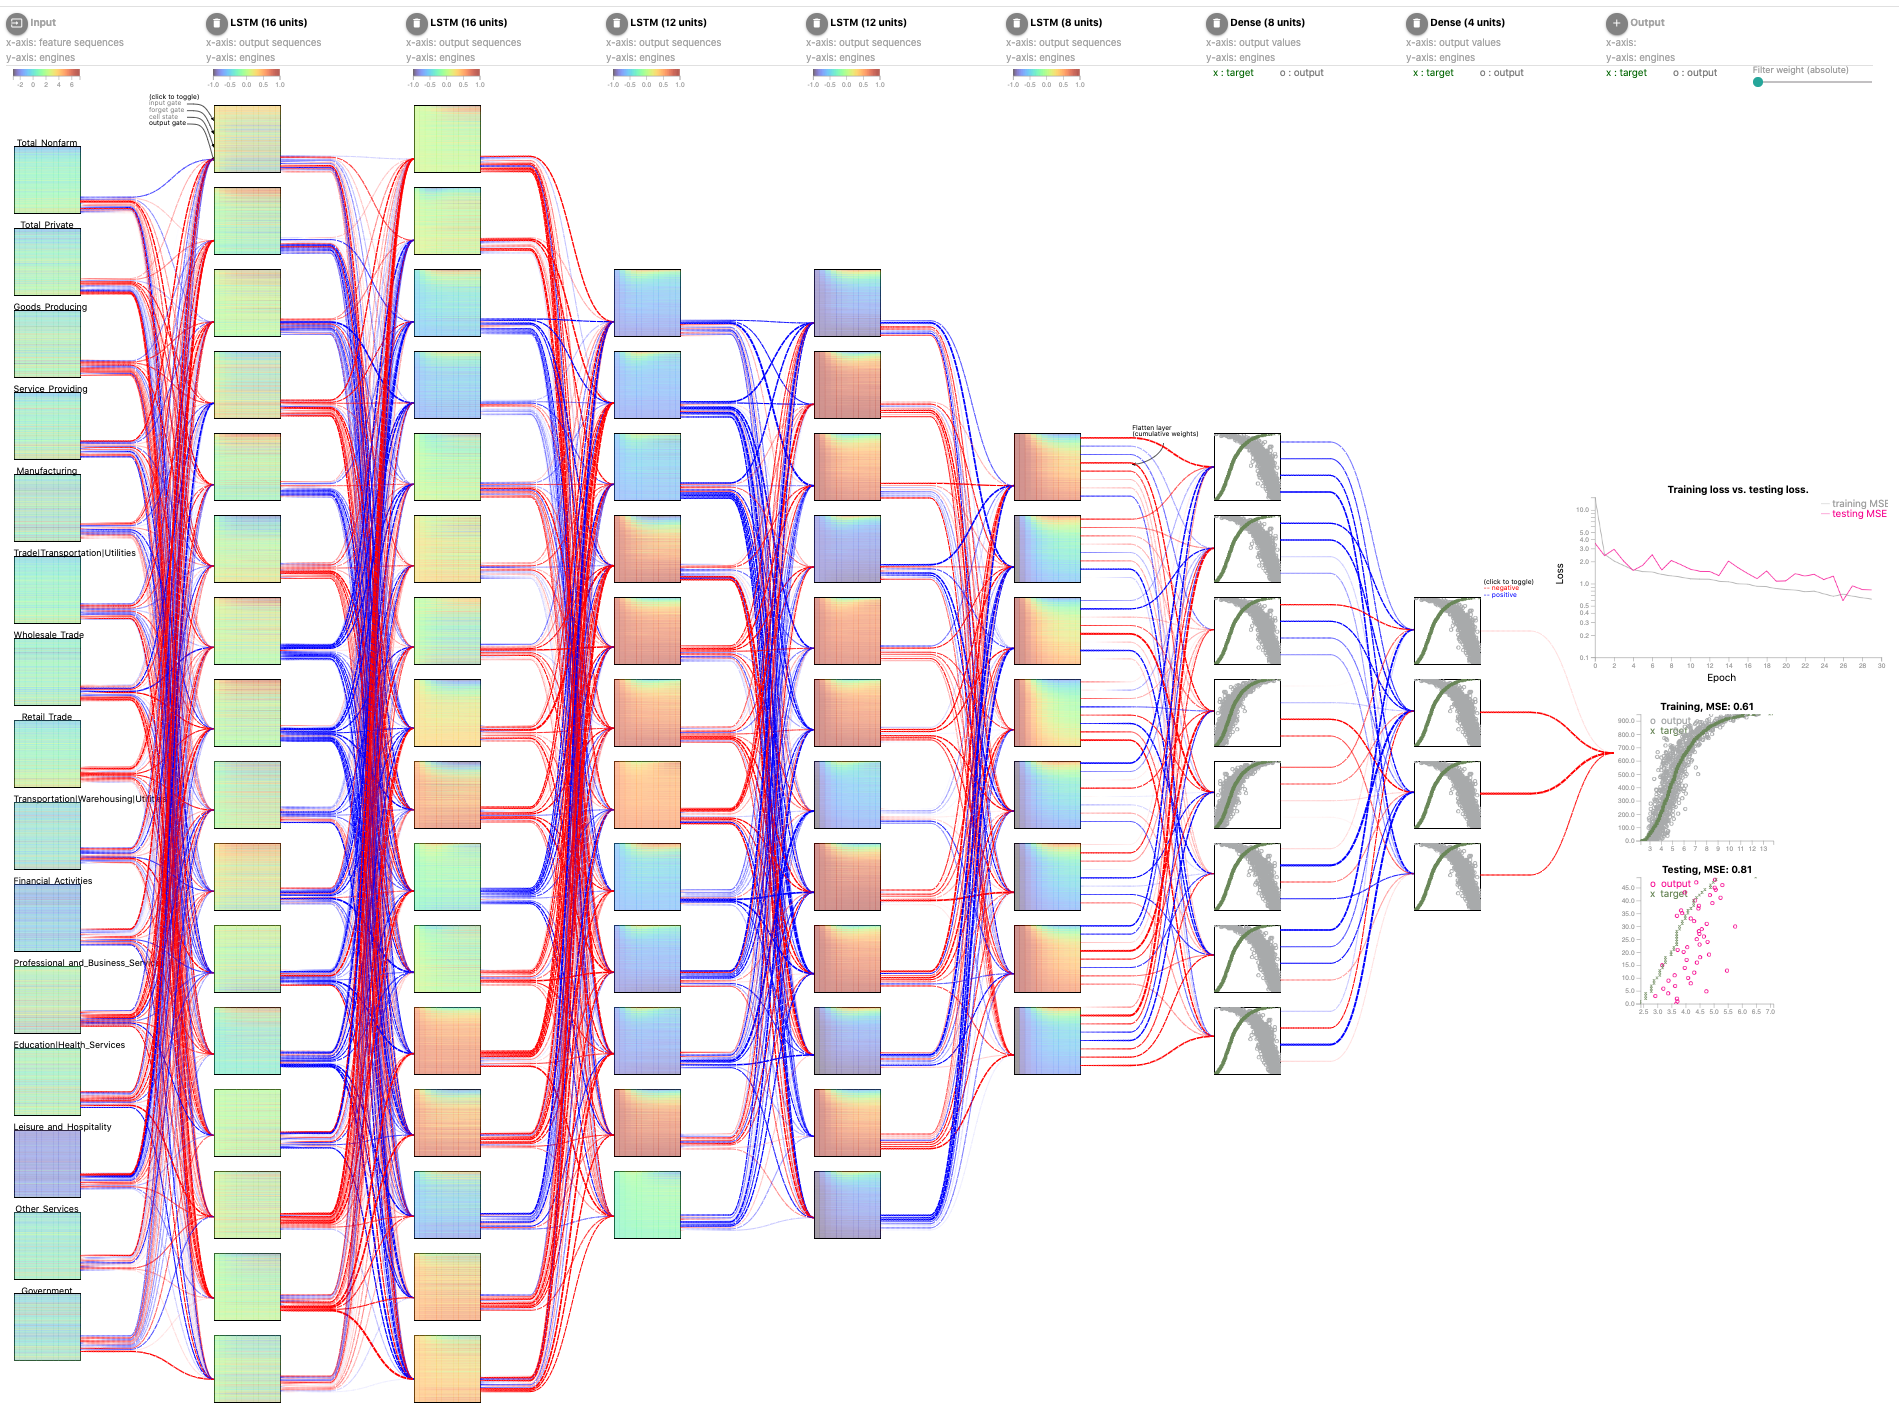 Input
x-axis: feature sequences
y-axis: engines
-2 0 2 4 6
LSTM (16 units)
x-axis: output sequences
y-axis: engines
-1.0 -0.5 0.0 0.5 1.0
LSTM (16 units)
x-axis: output sequences
y-axis: engines
-1.0 -0.5 0.0 0.5 1.0
LSTM (12 units)
x-axis: output sequences
y-axis: engines
-1.0 -0.5 0.0 0.5 1.0
LSTM (12 units)
x-axis: output sequences
y-axis: engines
-1.0 -0.5 0.0 0.5 1.0
LSTM (8 units)
x-axis: output sequences
y-axis: engines
-1.0 -0.5 0.0 0.5 1.0
Dense (8 units)
x-axis: output values
y-axis: engines
x : target o : output
Dense (4 units)
x-axis: output values
y-axis: engines
x : target o : output
Output
x-axis:
y-axis: engines
x : target o : output
Filter weight (absolute)
(click to toggle)
input gate
forget gate
cell state
output gate
Total_Nonfarm
Total_Private
Goods_Producing
Service_Providing
Manufacturing
Trade|Transportation|Utilities
Wholesale_Trade
Retail_Trade
Transportation|Warehousing|Utilities
Financial_Activities
Professional_and_Business_Services
Education|Health_Services
Leisure_and_Hospitality
Other_Services
Government
Flatten layer
(cumulative weights)
(click to toggle)
-- negative
-- positive
Training loss vs. testing loss.
training MSE
testing MSE
Loss
10.0
5.0
4.0
3.0
2.0
1.0
0.5
0.4
0.3
0.2
0.1
0 2 4 6 8 10 12 14 16 18 20 22 24 26 28 30
Epoch
Training, MSE: 0.61
o output
x target
900.0
800.0
700.0
600.0
500.0
400.0
300.0
200.0
100.0
0.0
3 4 5 6 7 8 9 10 11 12 13
Testing, MSE: 0.81
o output
x target
45.0
40.0
35.0
30.0
25.0
20.0
15.0
10.0
5.0
0.0
2.5 3.0 3.5 4.0 4.5 5.0 5.5 6.0 6.5 7.0